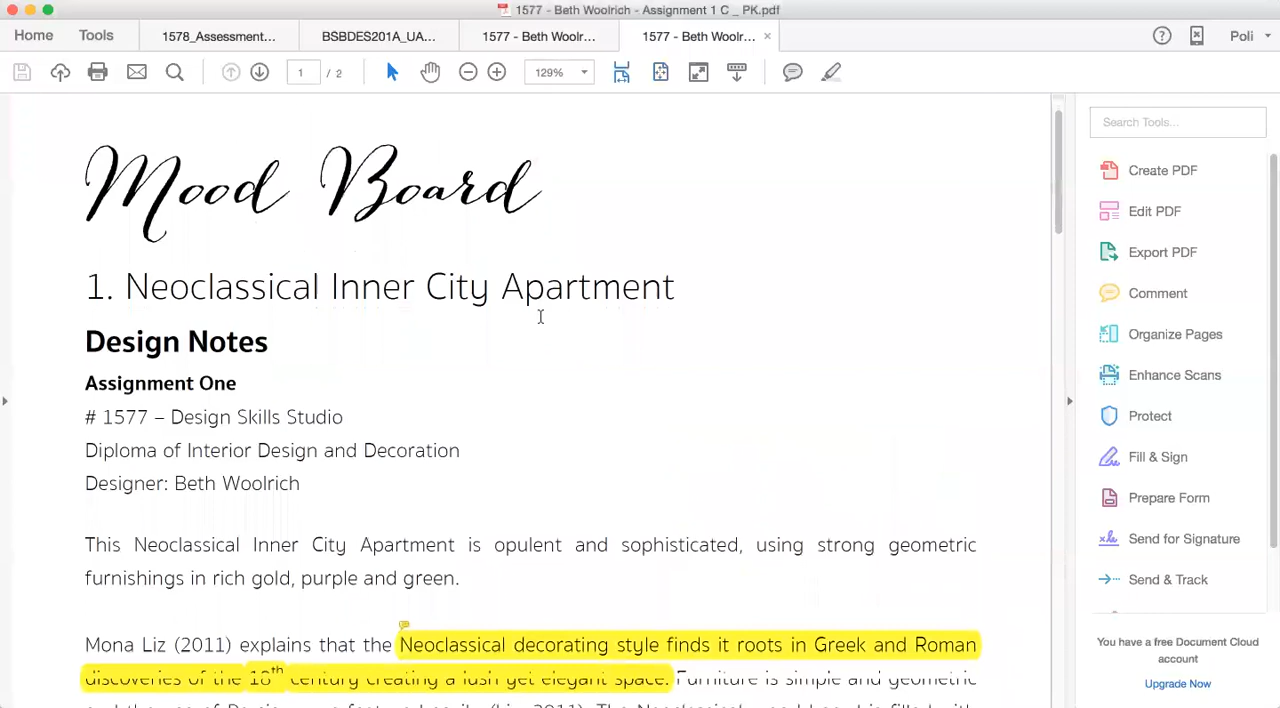 1577 - Beth Woolrich - Assignment 1 C _ PK.pdf
Home Tools 1578_Assessment... BSBDES201A_UA... 1577 - Beth Woolr... 1577 - Beth Woolr... × ? Poli
1 / 2 129%
Search Tools...
Mood Board
Create PDF
Edit PDF
Export PDF
Comment
Organize Pages
Enhance Scans
Protect
Fill & Sign
Prepare Form
Send for Signature
Send & Track
You have a free Document Cloud
account
Upgrade Now
1. Neoclassical Inner City Apartment
Design Notes
Assignment One
# 1577 – Design Skills Studio
Diploma of Interior Design and Decoration
Designer: Beth Woolrich
This Neoclassical Inner City Apartment is opulent and sophisticated, using strong geometric
furnishings in rich gold, purple and green.
Mona Liz (2011) explains that the Neoclassical decorating style finds it roots in Greek and Roman
discoveries of the 18th century creating a lush yet elegant space. Furniture is simple and geometric